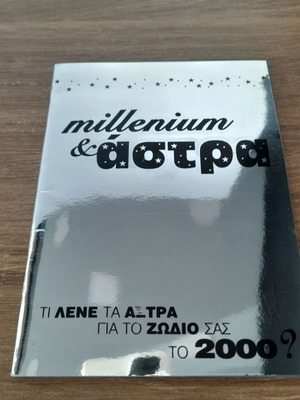 millenium
& άστρα
ΤΙ ΛΕΝΕ ΤΑ ΑΣΤΡΑ
ΓΙΑ ΤΟ ΖΩΔΙΟ ΣΑΣ
ΤΟ 2000?